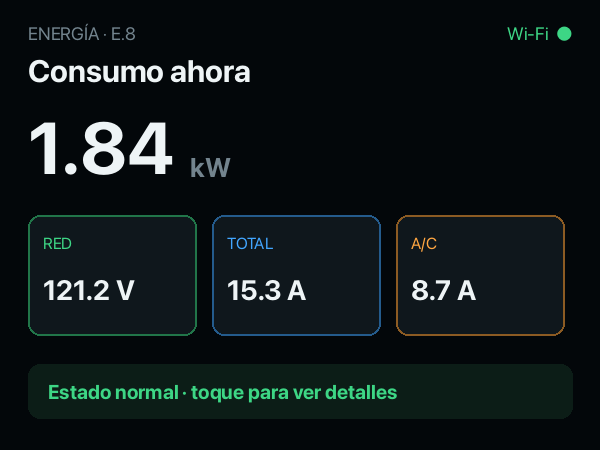 ENERGÍA · E.8
Wi-Fi
Consumo ahora
1.84 kW
RED
121.2 V
TOTAL
15.3 A
A/C
8.7 A
Estado normal · toque para ver detalles